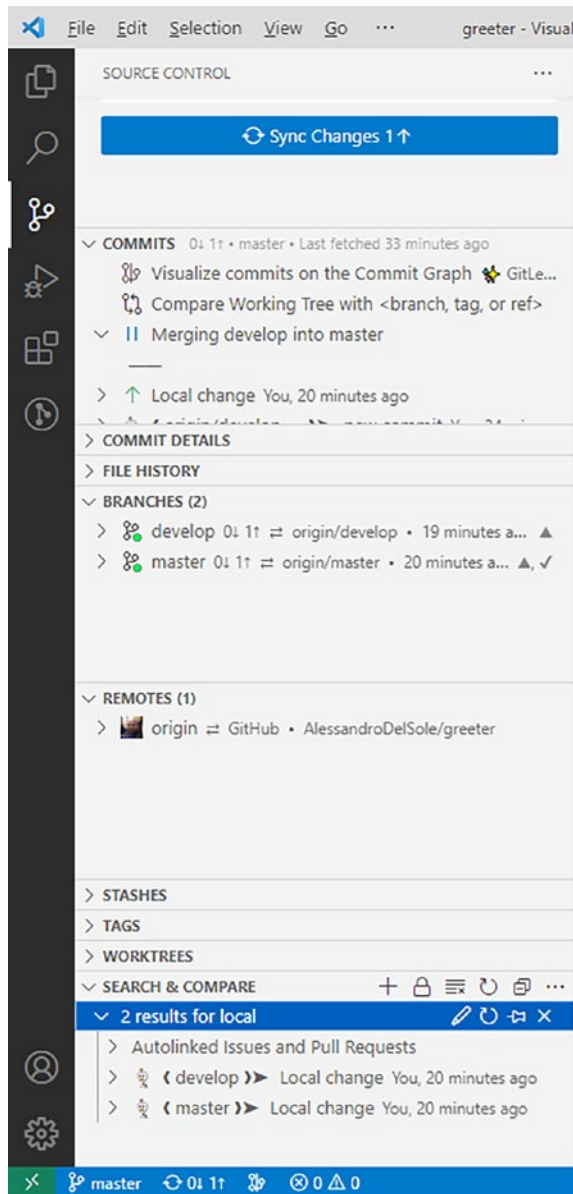 File Edit Selection View Go ··· greeter - Visual
SOURCE CONTROL ···
Sync Changes 1↑
COMMITS 0↓ 1↑ • master • Last fetched 33 minutes ago
Visualize commits on the Commit Graph ✨ GitLe...
Compare Working Tree with <branch, tag, or ref>
Merging develop into master
Local change You, 20 minutes ago
COMMIT DETAILS
FILE HISTORY
BRANCHES (2)
develop 0↓ 1↑ ⇄ origin/develop • 19 minutes a... ▲
master 0↓ 1↑ ⇄ origin/master • 20 minutes a... ▲, ✓
REMOTES (1)
origin ⇄ GitHub • AlessandroDelSole/greeter
STASHES
TAGS
WORKTREES
SEARCH & COMPARE
2 results for local
Autolinked Issues and Pull Requests
❨ develop ❩➤ Local change You, 20 minutes ago
❨ master ❩➤ Local change You, 20 minutes ago
master 0↓ 1↑ 0 0